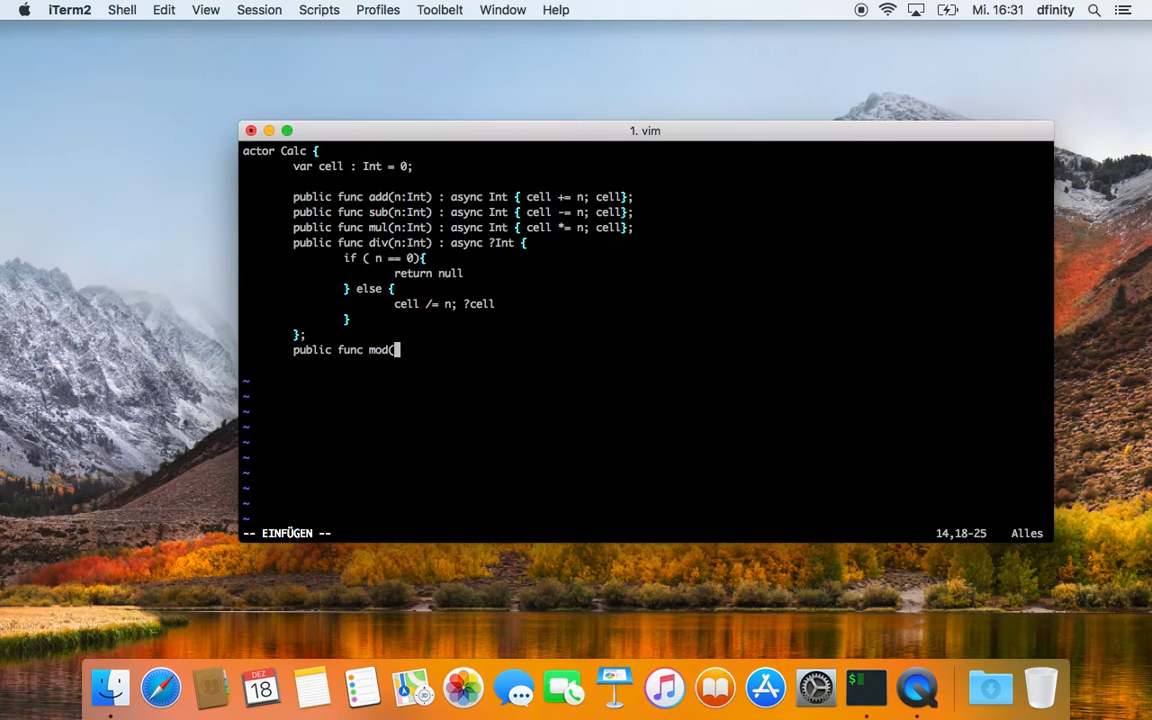 iTerm2 Shell Edit View Session Scripts Profiles Toolbelt Window Help Mi. 16:31 dfinity
1. vim
actor Calc {
var cell : Int = 0;
public func add(n:Int) : async Int { cell += n; cell};
public func sub(n:Int) : async Int { cell -= n; cell};
public func mul(n:Int) : async Int { cell *= n; cell};
public func div(n:Int) : async ?Int {
if ( n == 0){
return null
} else {
cell /= n; ?cell
}
};
public func mod(
~
~
~
~
~
~
~
~
~
~
-- EINFÜGEN -- 14,18-25 Alles
DEZ
18
3D
$